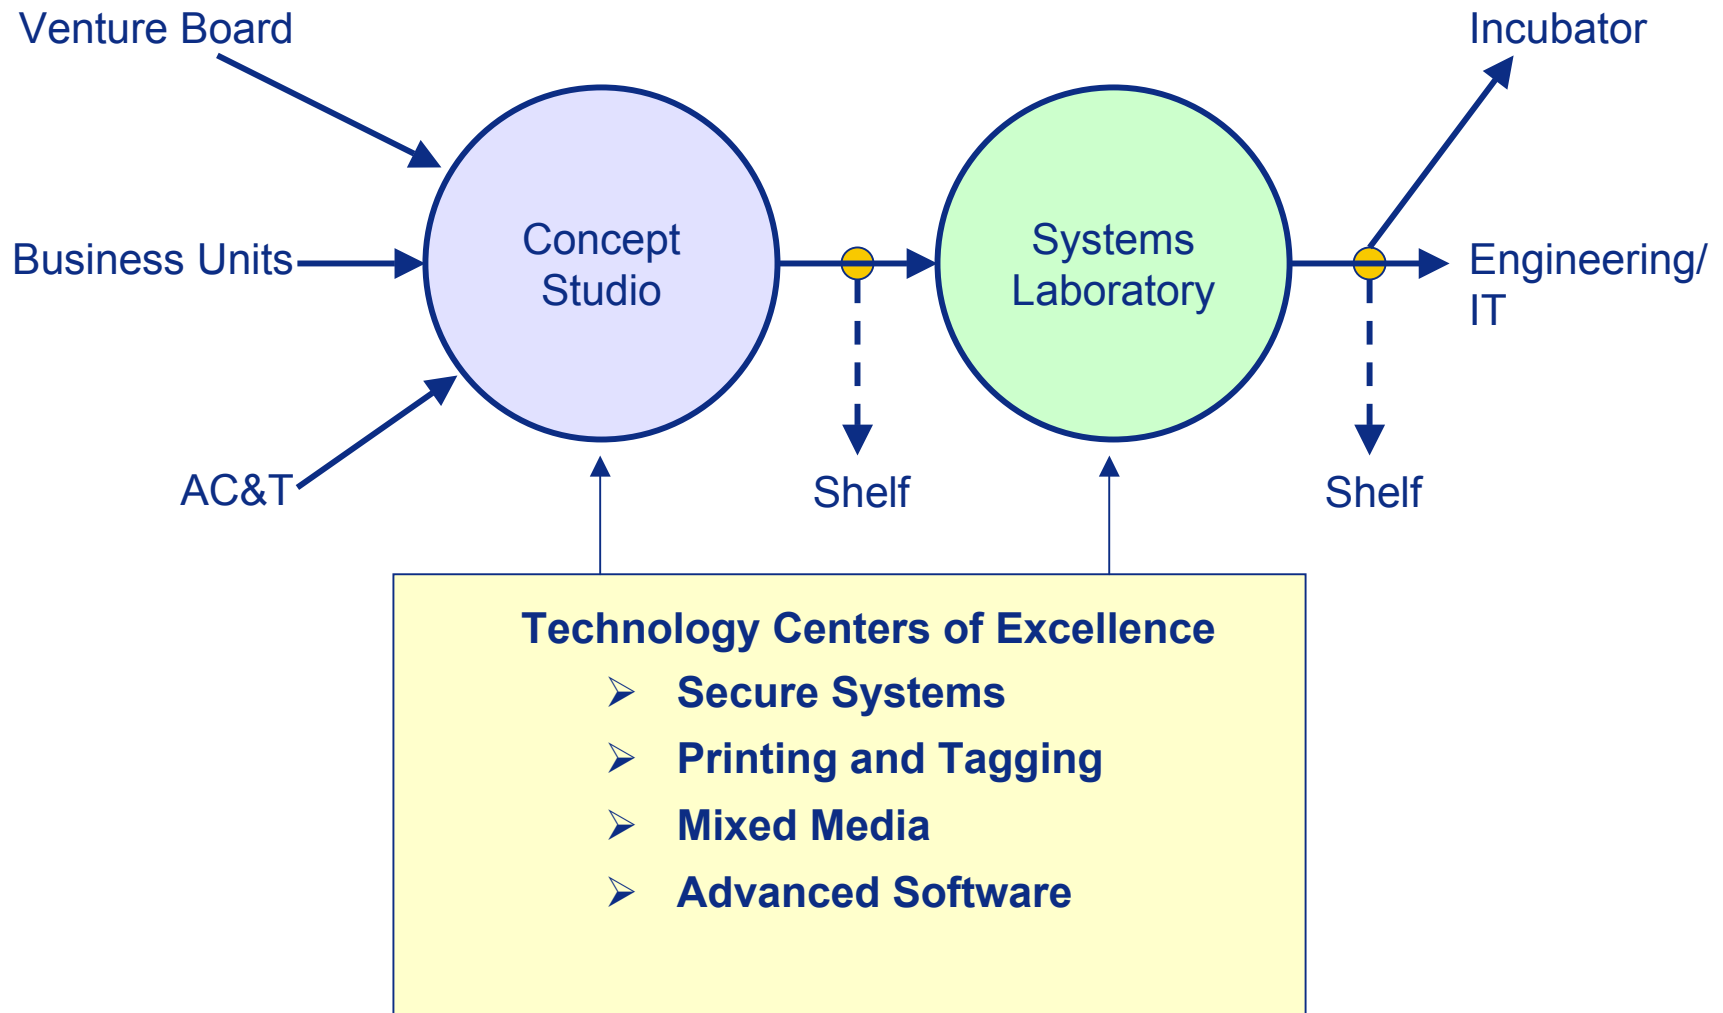 Venture Board
Incubator
Business Units
Concept
Studio
Systems
Laboratory
Engineering/
IT
AC&T
Shelf
Shelf
Technology Centers of Excellence
Secure Systems
Printing and Tagging
Mixed Media
Advanced Software